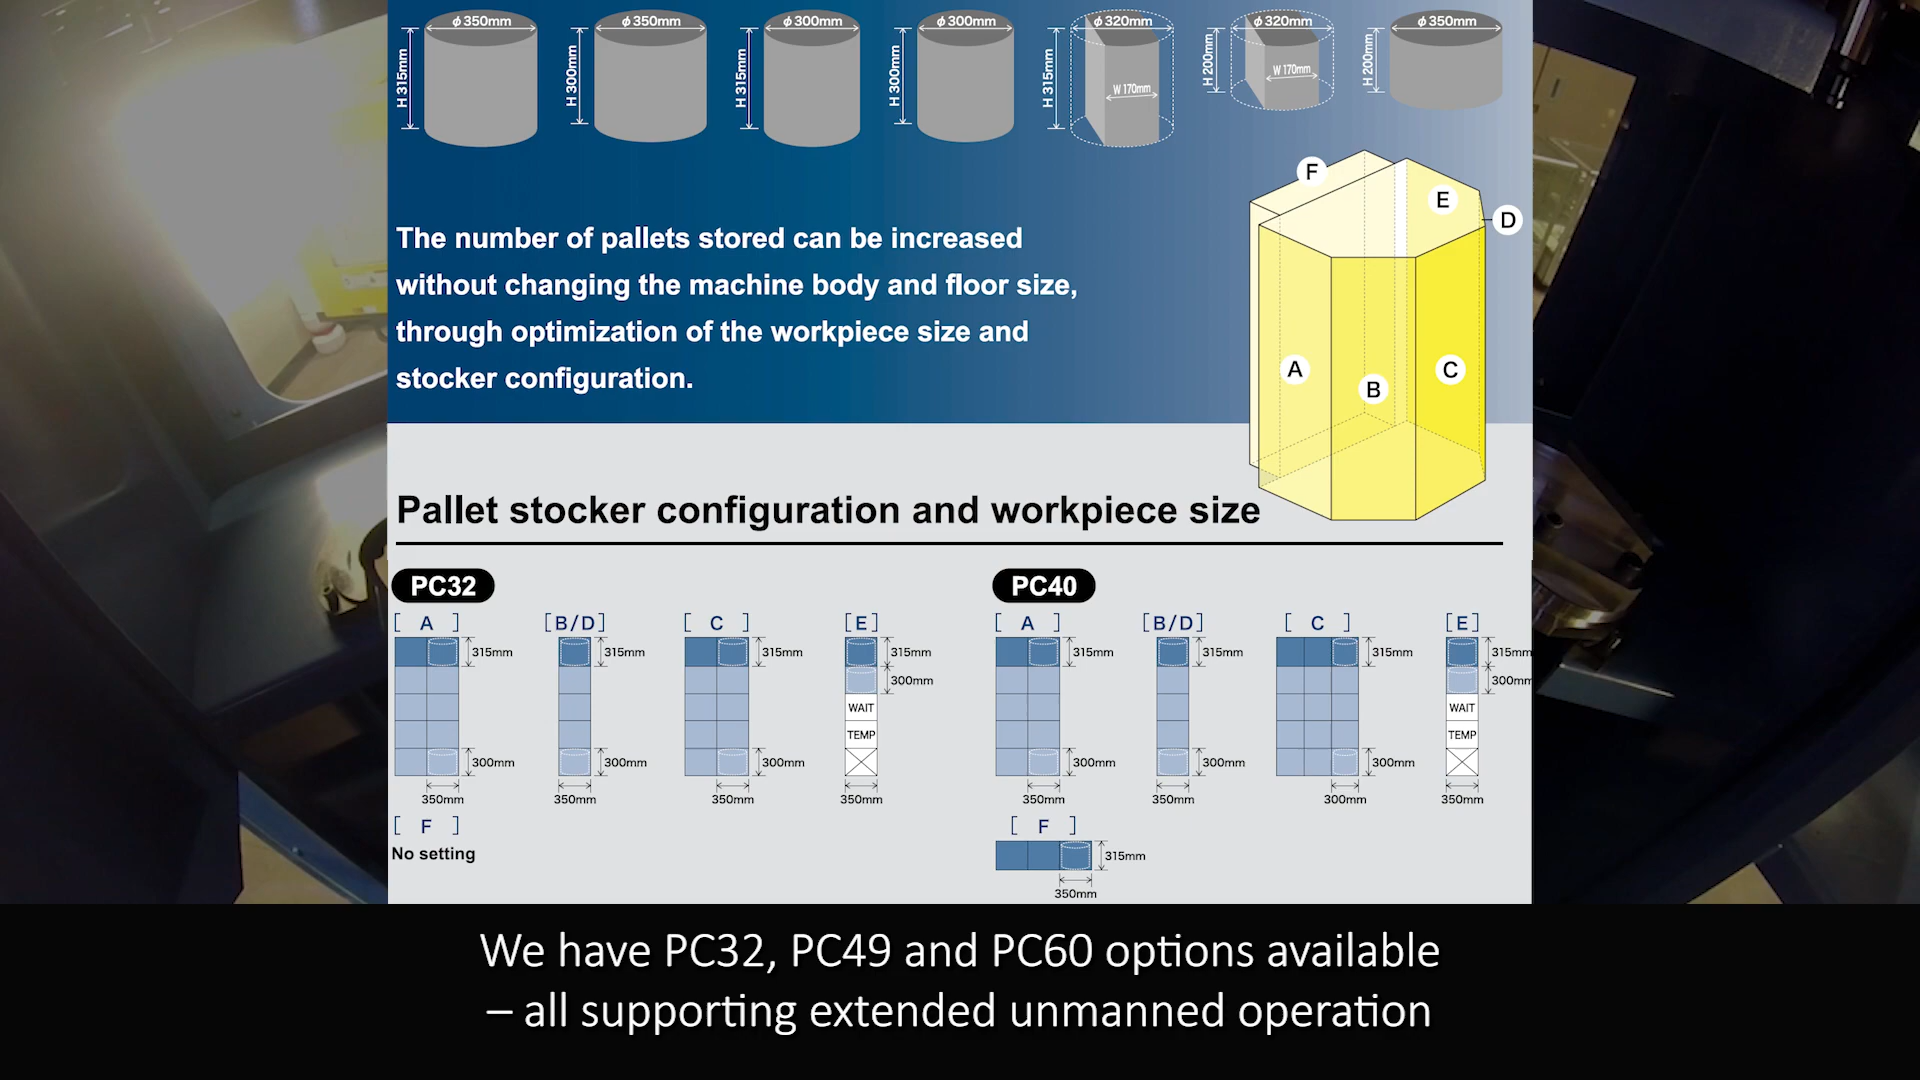 ϕ350mm ϕ350mm ϕ300mm ϕ300mm ϕ320mm ϕ320mm ϕ350mm
H 315mm H 300mm H 315mm H 300mm H 315mm H 200mm H 200mm
W 170mm W 170mm
The number of pallets stored can be increased
without changing the machine body and floor size,
through optimization of the workpiece size and
stocker configuration.
F
E
D
A
B
C
Pallet stocker configuration and workpiece size
PC32
[ A ] [B/D] [ C ] [E]
315mm 315mm 315mm 315mm
300mm
WAIT
TEMP
300mm 300mm 300mm
350mm 350mm 350mm 350mm
[ F ]
No setting
PC40
[ A ] [B/D] [ C ] [E]
315mm 315mm 315mm 315mm
300mm
WAIT
TEMP
300mm 300mm 300mm
350mm 350mm 300mm 350mm
[ F ]
315mm
350mm
We have PC32, PC49 and PC60 options available
– all supporting extended unmanned operation